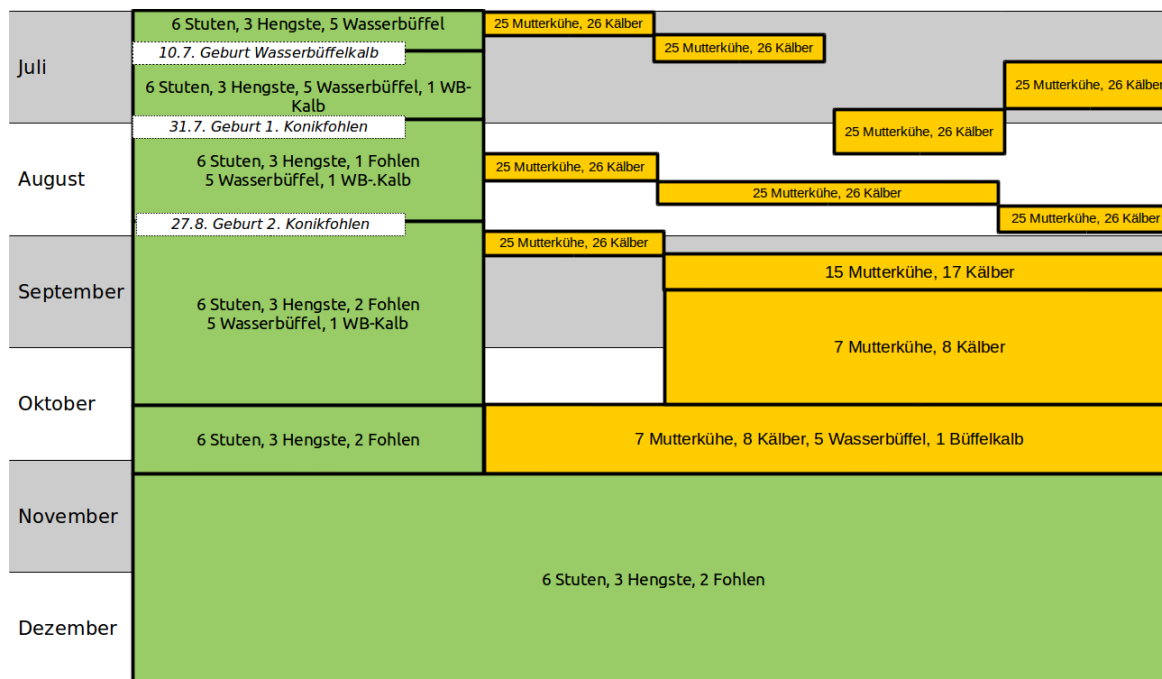 6 Stuten, 3 Hengste, 5 Wasserbüffel
25 Mutterkühe, 26 Kälber
25 Mutterkühe, 26 Kälber
10.7. Geburt Wasserbüffelkalb
Juli
25 Mutterkühe, 26 Kälber
6 Stuten, 3 Hengste, 5 Wasserbüffel, 1 WB-
Kalb
31.7. Geburt 1. Konikfohlen
25 Mutterkühe, 26 Kälber
6 Stuten, 3 Hengste, 1 Fohlen
5 Wasserbüffel, 1 WB-.Kalb
25 Mutterkühe, 26 Kälber
August
25 Mutterkühe, 26 Kälber
25 Mutterkühe, 26 Kälber
27.8. Geburt 2. Konikfohlen
25 Mutterkühe, 26 Kälber
15 Mutterkühe, 17 Kälber
September
6 Stuten, 3 Hengste, 2 Fohlen
5 Wasserbüffel, 1 WB-Kalb
7 Mutterkühe, 8 Kälber
Oktober
6 Stuten, 3 Hengste, 2 Fohlen
7 Mutterkühe, 8 Kälber, 5 Wasserbüffel, 1 Büffelkalb
November
6 Stuten, 3 Hengste, 2 Fohlen
Dezember